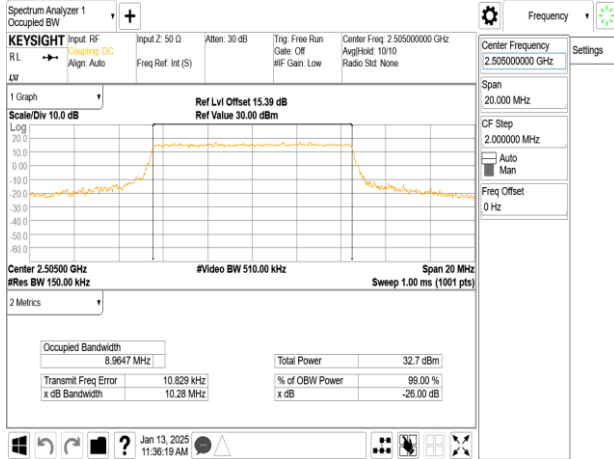 Spectrum Analyzer 1
Occupied BW
Frequency
KEYSIGHT
RL
Input: RF
Coupling: DC
Align: Auto
Input Z: 50 Ω
Freq Ref: Int (S)
Atten: 30 dB
Trig: Free Run
Gate: Off
#IF Gain: Low
Center Freq: 2.505000000 GHz
Avg|Hold: 10/10
Radio Std: None
Center Frequency
2.505000000 GHz
Settings
Span
20.000 MHz
CF Step
2.000000 MHz
Auto
Man
Freq Offset
0 Hz
1 Graph
Scale/Div 10.0 dB
Ref Lvl Offset 15.39 dB
Ref Value 30.00 dBm
Log
20.0
10.0
0.00
-10.0
-20.0
-30.0
-40.0
-50.0
-60.0
Center 2.50500 GHz
#Video BW 510.00 kHz
Span 20 MHz
#Res BW 150.00 kHz
Sweep 1.00 ms (1001 pts)
2 Metrics
Occupied Bandwidth
8.9647 MHz
Total Power 32.7 dBm
Transmit Freq Error 10.829 kHz
% of OBW Power 99.00 %
x dB Bandwidth 10.28 MHz
x dB -26.00 dB
Jan 13, 2025
11:36:19 AM